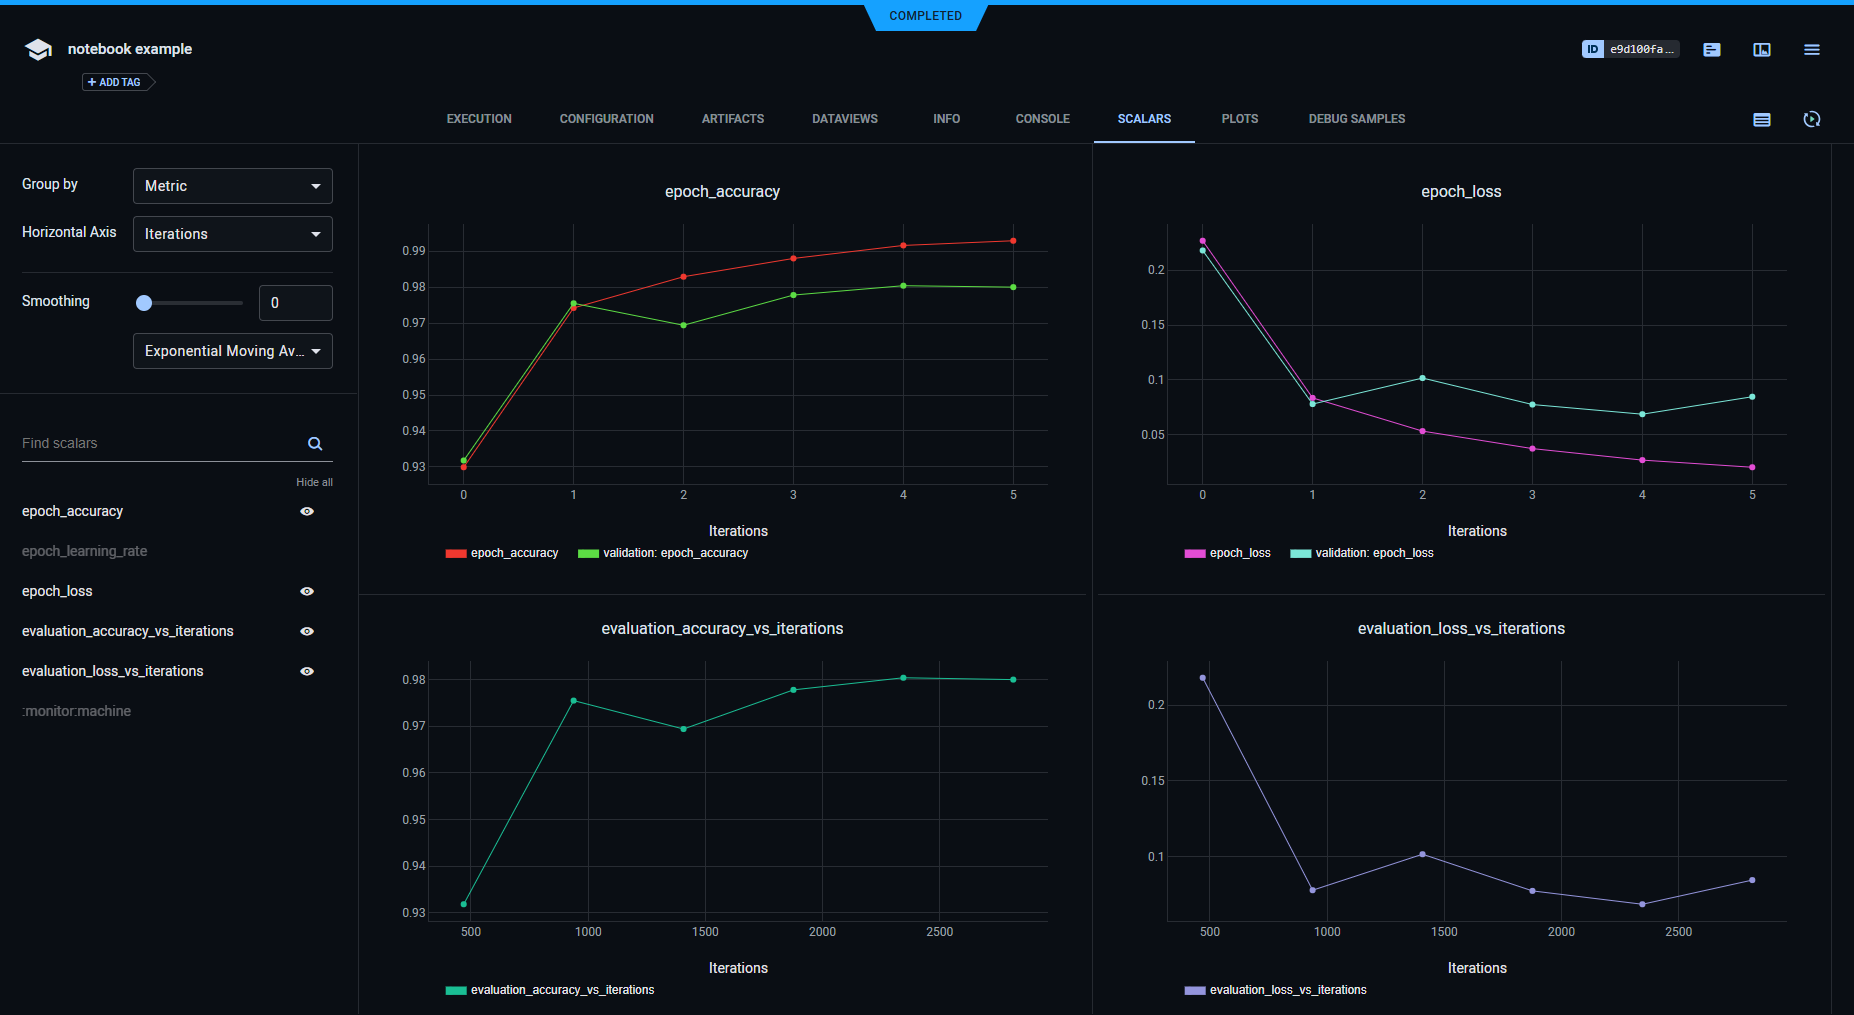 COMPLETED
notebook example
ID e9d100fa ...
+ ADD TAG
EXECUTION CONFIGURATION ARTIFACTS DATAVIEWS INFO CONSOLE SCALARS PLOTS DEBUG SAMPLES
Group by Metric
Horizontal Axis Iterations
Smoothing 0
Exponential Moving Av...
Find scalars
Hide all
epoch_accuracy
epoch_learning_rate
epoch_loss
evaluation_accuracy_vs_iterations
evaluation_loss_vs_iterations
:monitor:machine
epoch_accuracy
0.99
0.98
0.97
0.96
0.95
0.94
0.93
0 1 2 3 4 5
Iterations
epoch_accuracy validation: epoch_accuracy
epoch_loss
0.2
0.15
0.1
0.05
0 1 2 3 4 5
Iterations
epoch_loss validation: epoch_loss
evaluation_accuracy_vs_iterations
0.98
0.97
0.96
0.95
0.94
0.93
500 1000 1500 2000 2500
Iterations
evaluation_accuracy_vs_iterations
evaluation_loss_vs_iterations
0.2
0.15
0.1
500 1000 1500 2000 2500
Iterations
evaluation_loss_vs_iterations